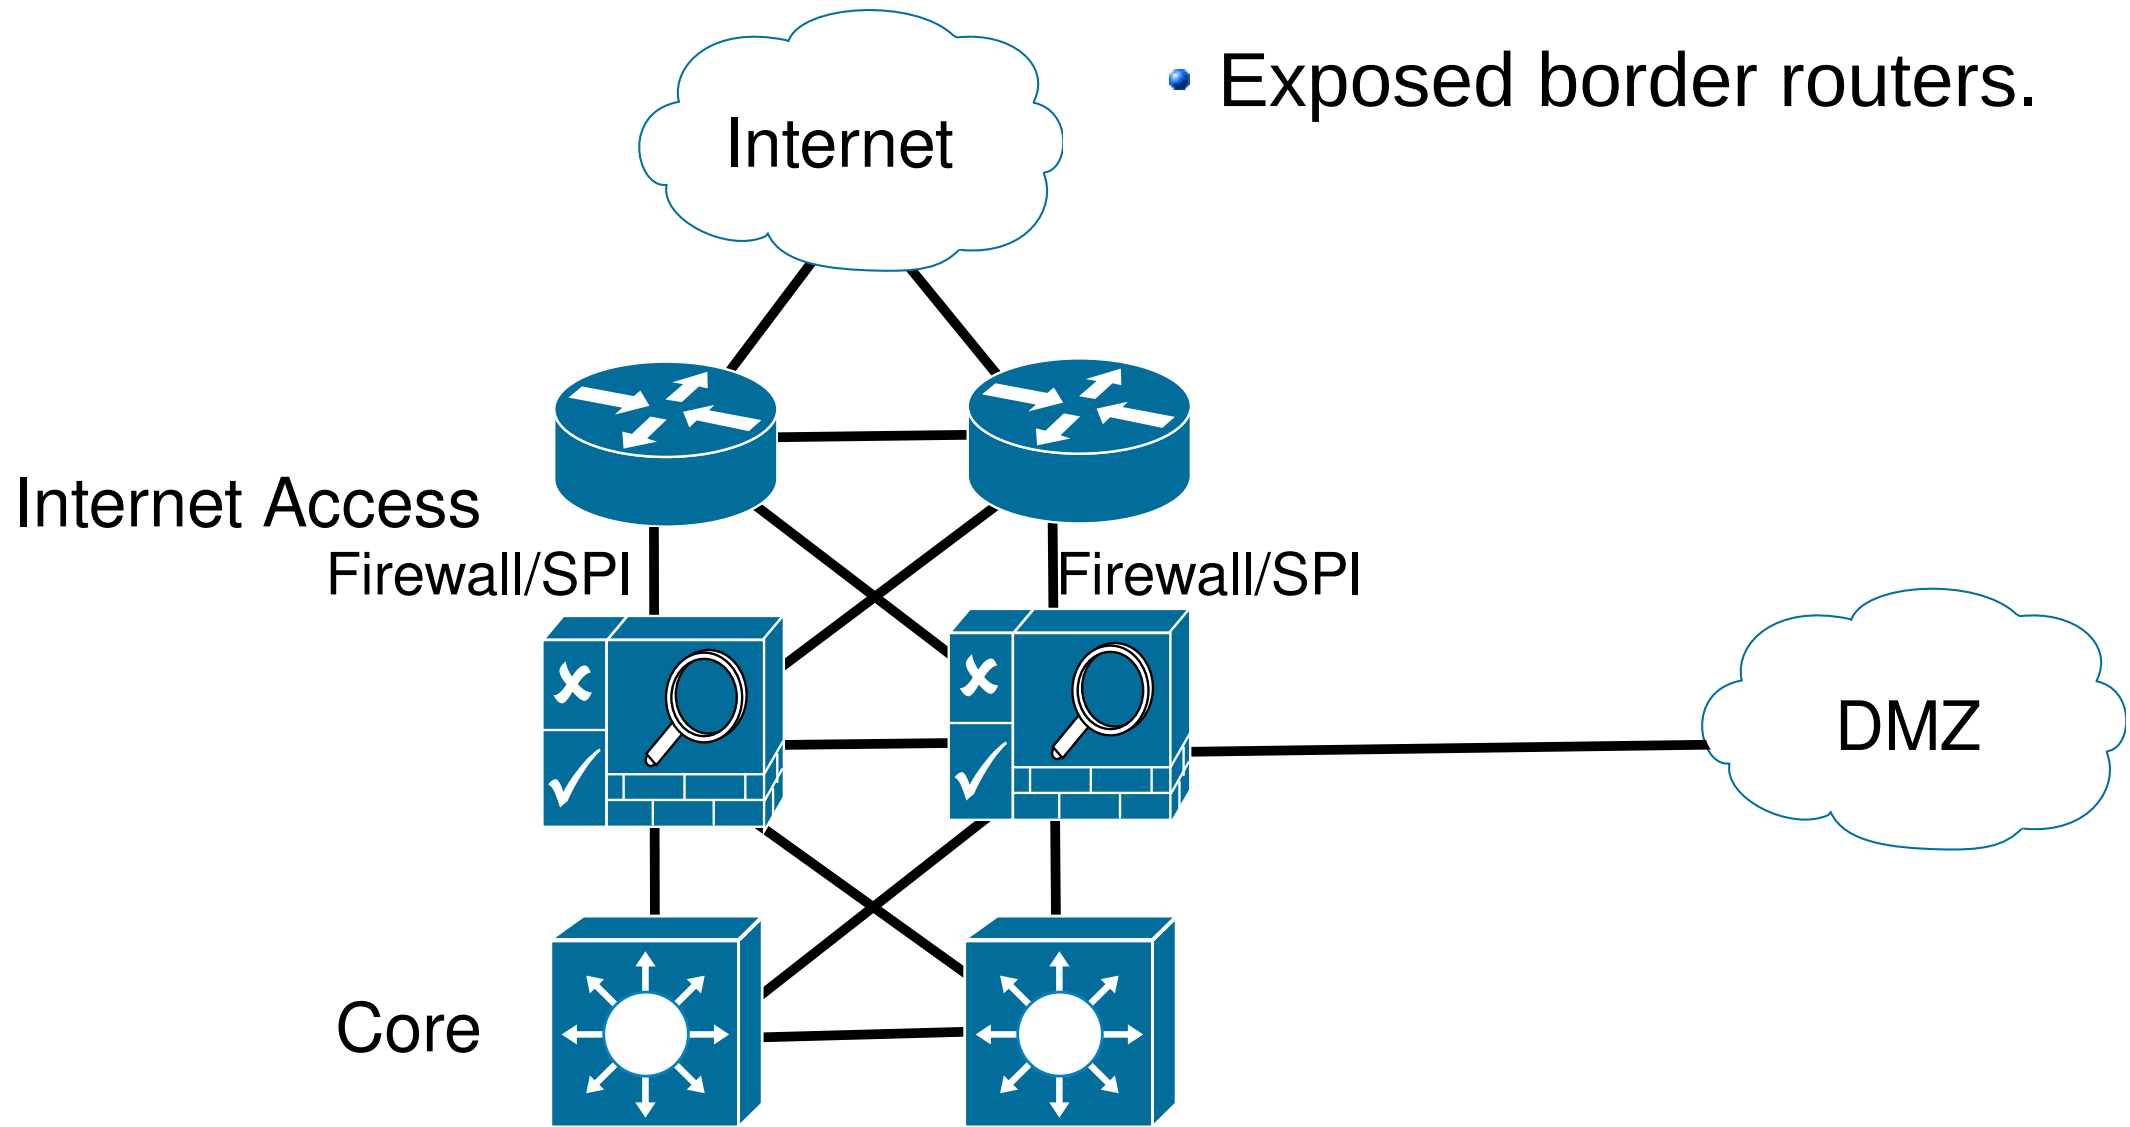 Exposed border routers.
Internet
Internet Access
Firewall/SPI
Firewall/SPI
DMZ
Core